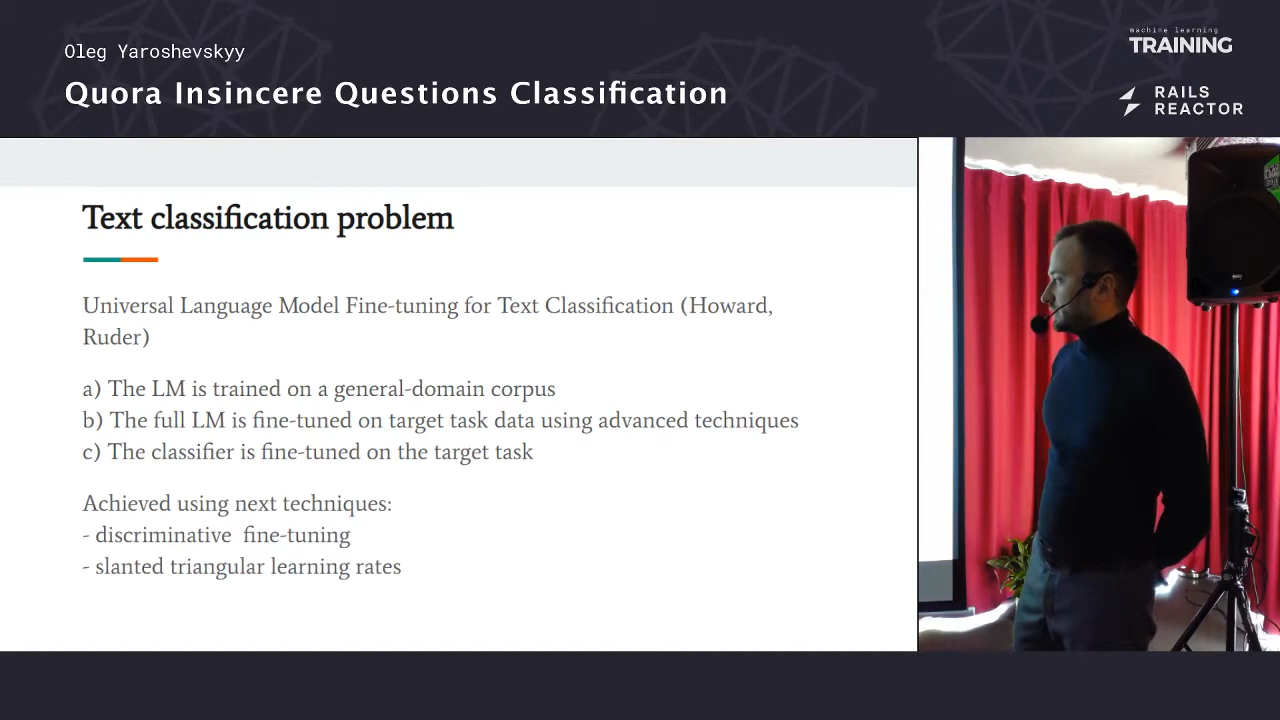 Oleg Yaroshevskyy
Quora Insincere Questions Classification
machine learning
TRAINING
RAILS
REACTOR
Text classification problem
Universal Language Model Fine-tuning for Text Classification (Howard,
Ruder)
a) The LM is trained on a general-domain corpus
b) The full LM is fine-tuned on target task data using advanced techniques
c) The classifier is fine-tuned on the target task
Achieved using next techniques:
- discriminative  fine-tuning
- slanted triangular learning rates